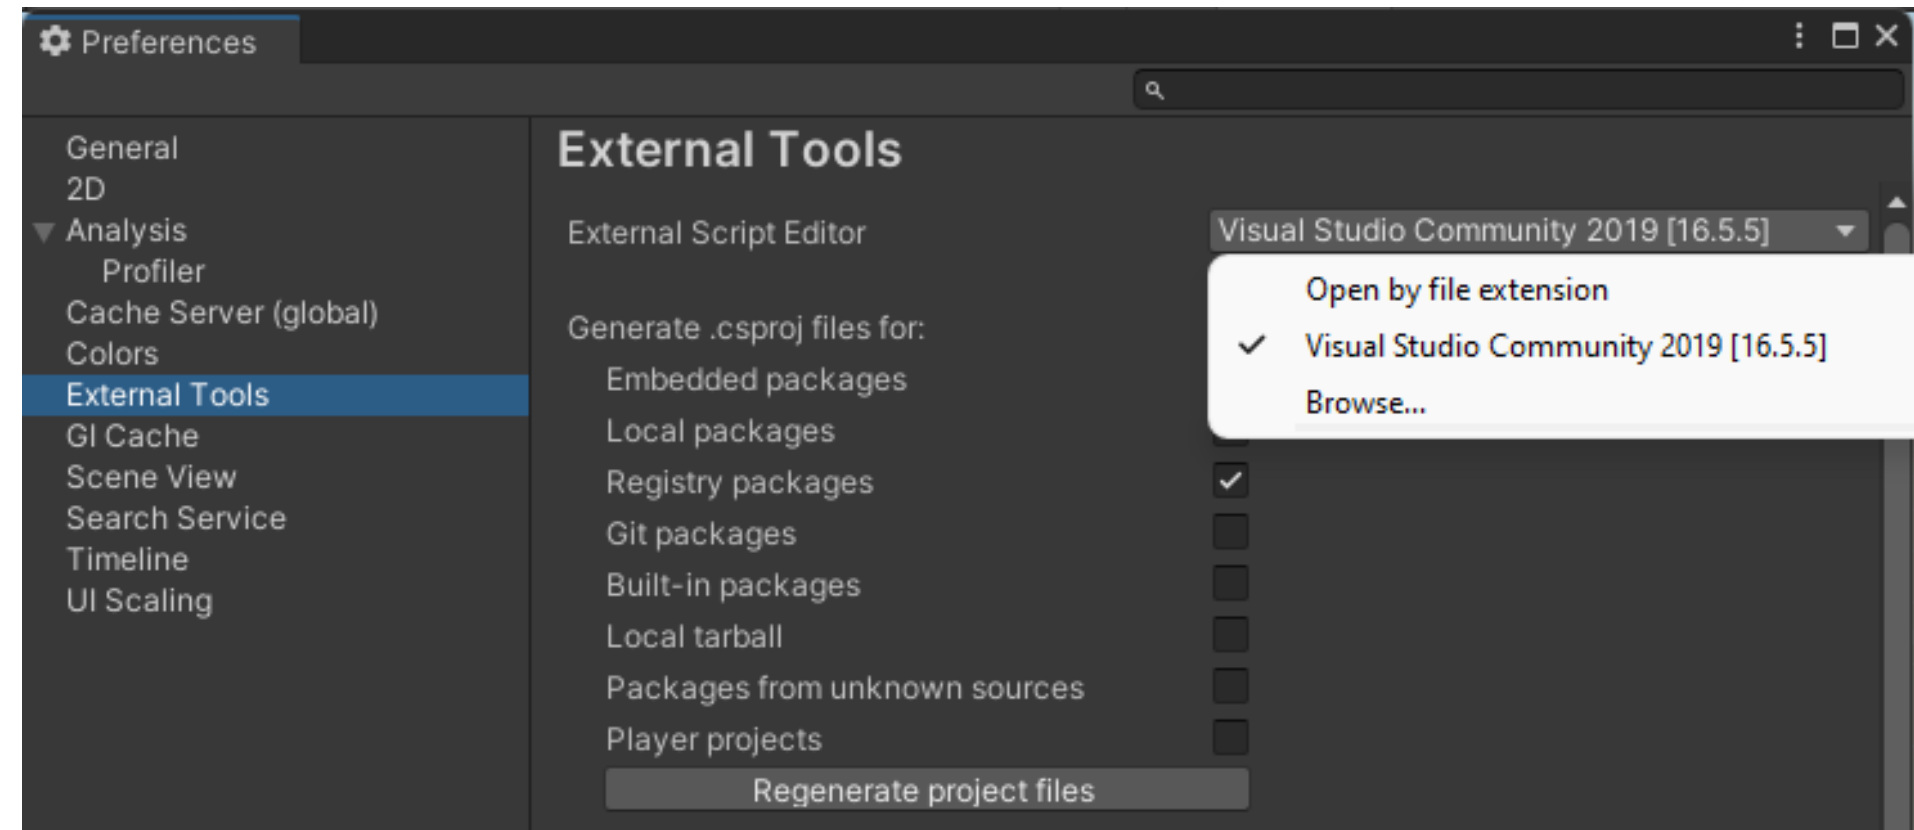 Preferences
General
2D
Analysis
Profiler
Cache Server (global)
Colors
External Tools
GI Cache
Scene View
Search Service
Timeline
UI Scaling
External Tools
External Script Editor
Visual Studio Community 2019 [16.5.5]
Open by file extension
Visual Studio Community 2019 [16.5.5]
Browse...
Generate .csproj files for:
Embedded packages
Local packages
Registry packages
Git packages
Built-in packages
Local tarball
Packages from unknown sources
Player projects
Regenerate project files